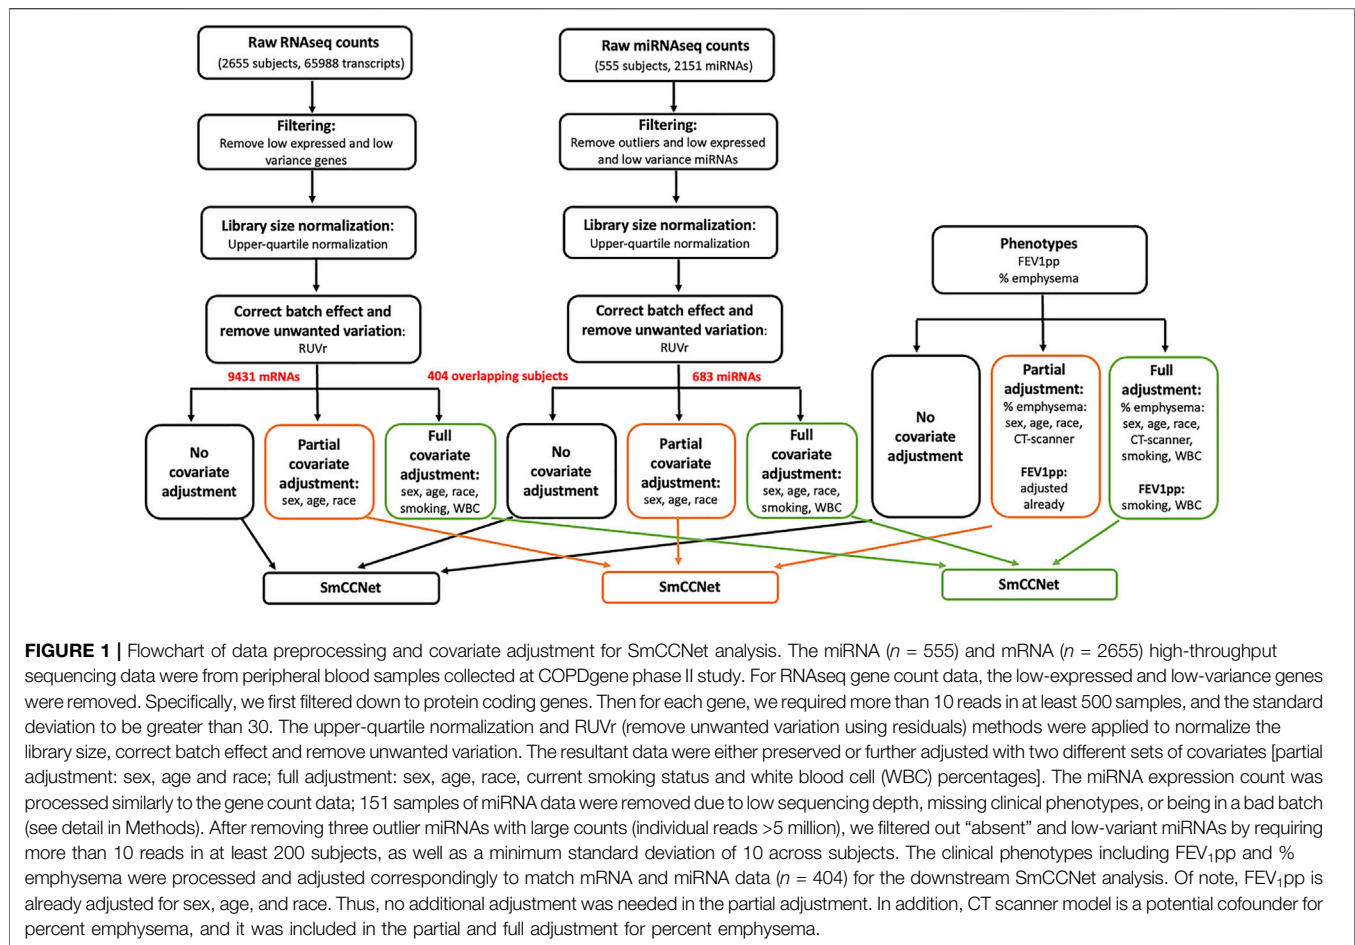 Raw RNAseq counts
(2655 subjects, 65988 transcripts)
Filtering:
Remove low expressed and low
variance genes
Library size normalization:
Upper-quartile normalization
Correct batch effect and
remove unwanted variation:
RUVr
Raw miRNAseq counts
(555 subjects, 2151 miRNAs)
Filtering:
Remove outliers and low expressed
and low variance miRNAs
Library size normalization:
Upper-quartile normalization
Correct batch effect and
remove unwanted variation:
RUVr
Phenotypes
FEV1pp
% emphysema
9431 mRNAs
404 overlapping subjects
683 miRNAs
No
covariate
adjustment
Partial
covariate
adjustment:
sex, age, race
Full
covariate
adjustment:
sex, age, race,
smoking, WBC
No
covariate
adjustment
Partial
covariate
adjustment:
sex, age, race
Full
covariate
adjustment:
sex, age, race,
smoking, WBC
No
covariate
adjustment
Partial
adjustment:
% emphysema:
sex, age, race,
CT-scanner
FEV1pp:
adjusted
already
Full
adjustment:
% emphysema:
sex, age, race,
CT-scanner,
smoking, WBC
FEV1pp:
smoking, WBC
SmCCNet
SmCCNet
SmCCNet
FIGURE 1 | Flowchart of data preprocessing and covariate adjustment for SmCCNet analysis. The miRNA (n = 555) and mRNA (n = 2655) high-throughput
sequencing data were from peripheral blood samples collected at COPDgene phase II study. For RNAseq gene count data, the low-expressed and low-variance genes
were removed. Specifically, we first filtered down to protein coding genes. Then for each gene, we required more than 10 reads in at least 500 samples, and the standard
deviation to be greater than 30. The upper-quartile normalization and RUVr (remove unwanted variation using residuals) methods were applied to normalize the
library size, correct batch effect and remove unwanted variation. The resultant data were either preserved or further adjusted with two different sets of covariates [partial
adjustment: sex, age and race; full adjustment: sex, age, race, current smoking status and white blood cell (WBC) percentages]. The miRNA expression count was
processed similarly to the gene count data; 151 samples of miRNA data were removed due to low sequencing depth, missing clinical phenotypes, or being in a bad batch
(see detail in Methods). After removing three outlier miRNAs with large counts (individual reads >5 million), we filtered out “absent” and low-variant miRNAs by requiring
more than 10 reads in at least 200 subjects, as well as a minimum standard deviation of 10 across subjects. The clinical phenotypes including FEV₁pp and %
emphysema were processed and adjusted correspondingly to match mRNA and miRNA data (n = 404) for the downstream SmCCNet analysis. Of note, FEV₁pp is
already adjusted for sex, age, and race. Thus, no additional adjustment was needed in the partial adjustment. In addition, CT scanner model is a potential cofounder for
percent emphysema, and it was included in the partial and full adjustment for percent emphysema.